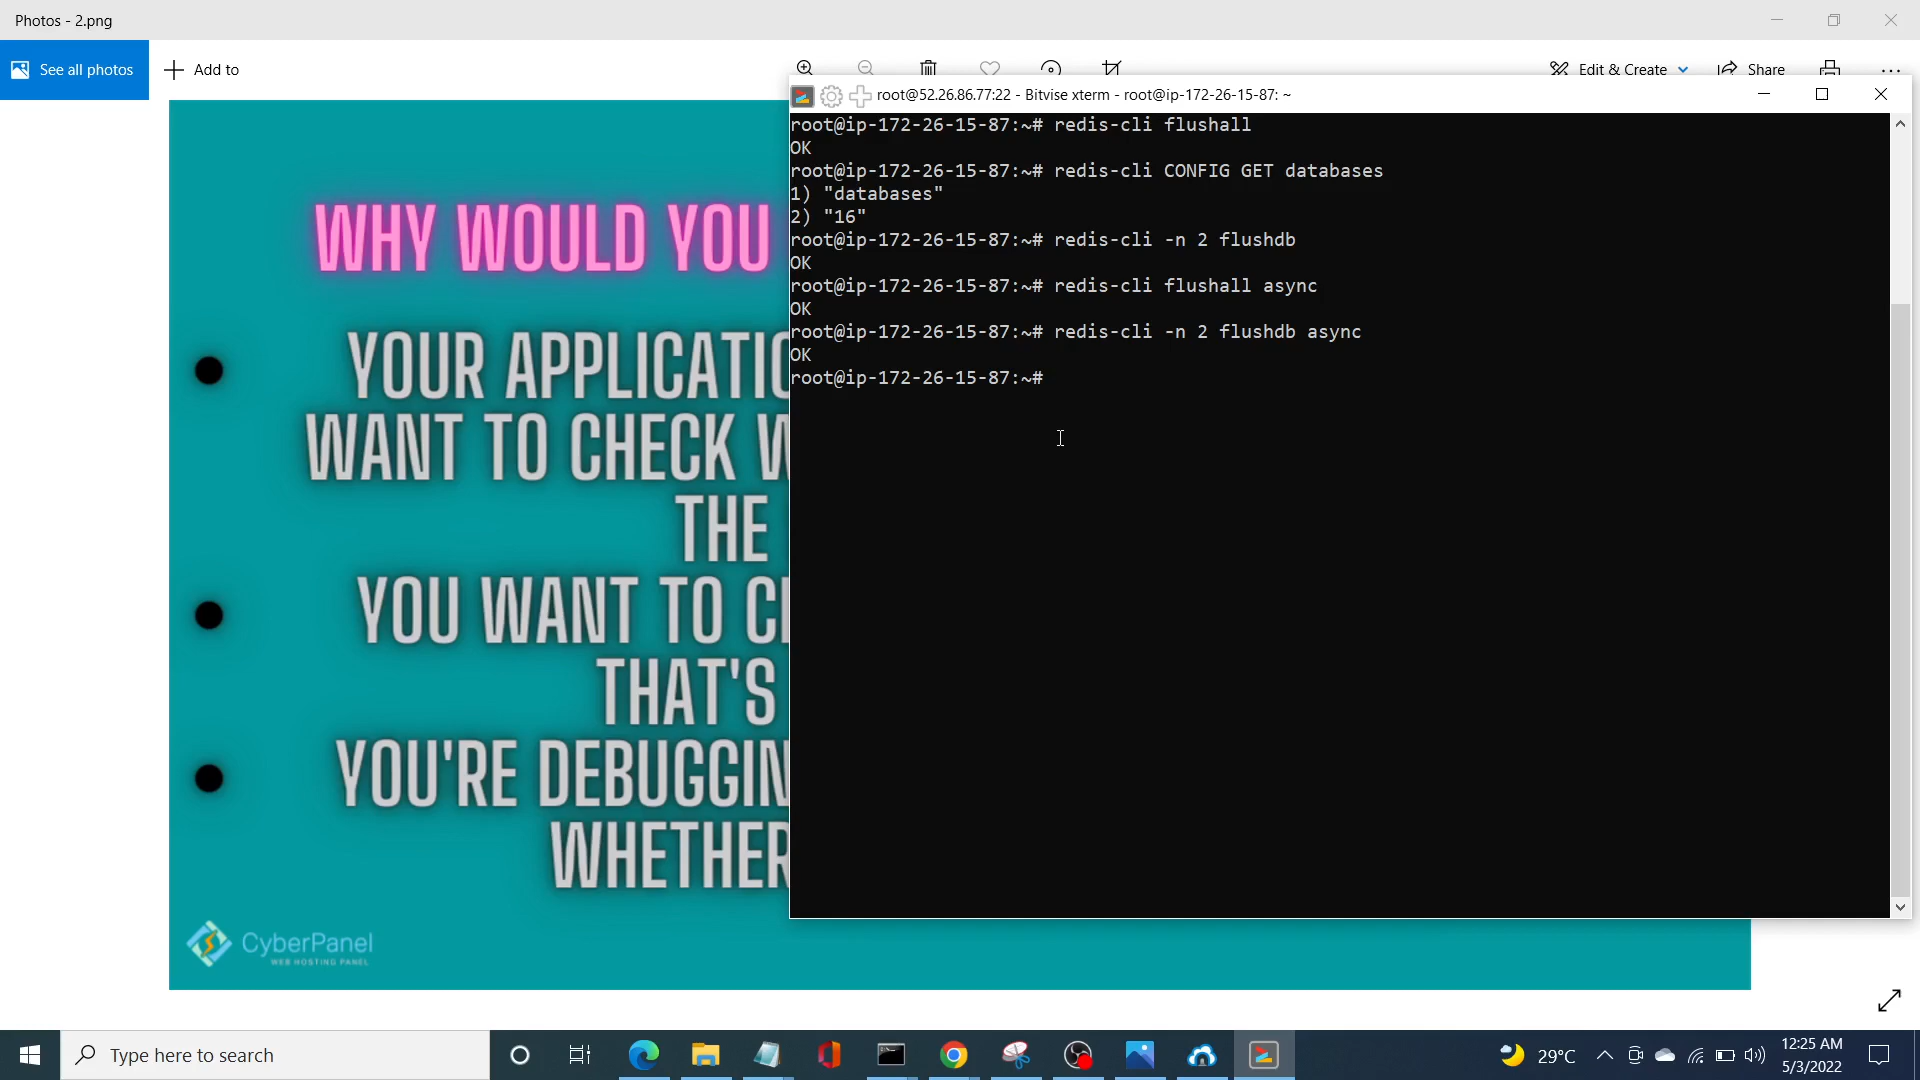 Photos - 2.png
See all photos
Add to
Edit & Create
Share
root@52.26.86.77:22 - Bitvise xterm - root@ip-172-26-15-87: ~
root@ip-172-26-15-87:~# redis-cli flushall
OK
root@ip-172-26-15-87:~# redis-cli CONFIG GET databases
1) "databases"
2) "16"
root@ip-172-26-15-87:~# redis-cli -n 2 flushdb
OK
root@ip-172-26-15-87:~# redis-cli flushall async
OK
root@ip-172-26-15-87:~# redis-cli -n 2 flushdb async
OK
root@ip-172-26-15-87:~#
WHY WOULD YOU
YOUR APPLICATIO
WANT TO CHECK W
THE
YOU WANT TO C
THAT'S
YOU'RE DEBUGGIN
WHETHER
CyberPanel
WEB HOSTING PANEL
Type here to search
29°C
12:25 AM
5/3/2022